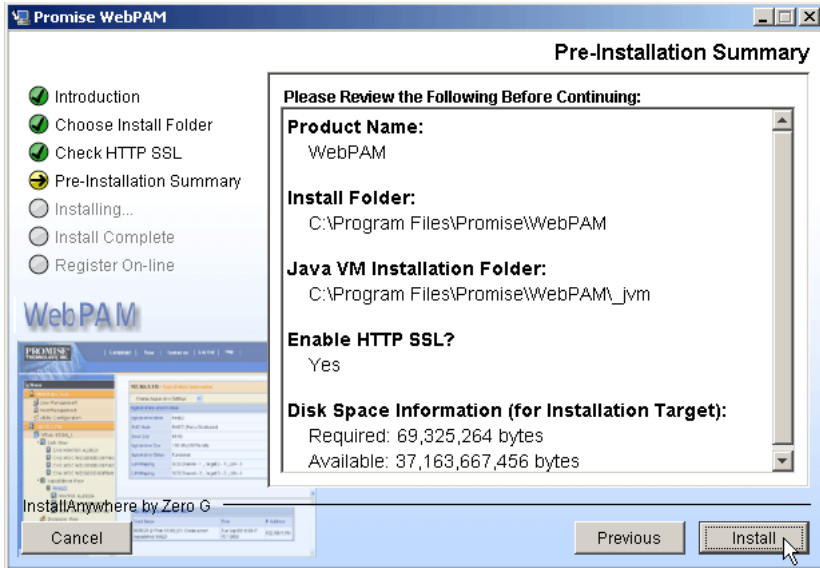 Promise WebPAM
Pre-Installation Summary
Introduction
Choose Install Folder
Check HTTP SSL
Pre-Installation Summary
Installing...
Install Complete
Register On-line
WebPAM
PROMISE
TECHNOLOGY, INC.
Please Review the Following Before Continuing:
Product Name:
WebPAM
Install Folder:
C:\Program Files\Promise\WebPAM
Java VM Installation Folder:
C:\Program Files\Promise\WebPAM\_jvm
Enable HTTP SSL?
Yes
Disk Space Information (for Installation Target):
Required: 69,325,264 bytes
Available: 37,163,667,456 bytes
InstallAnywhere by Zero G
Cancel
Previous
Install